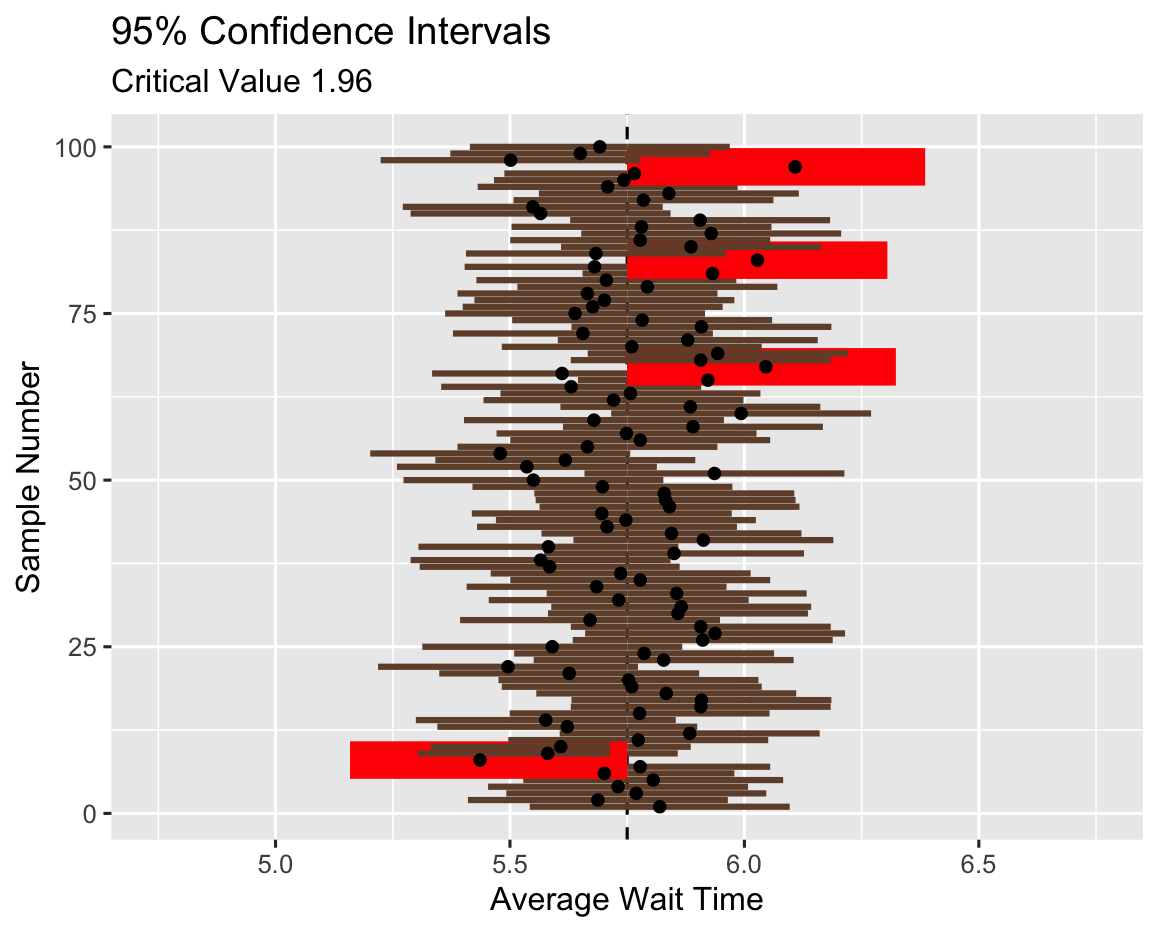 95% Confidence Intervals
Critical Value 1.96
100
75
50
25
0
Sample Number
5.0 5.5 6.0 6.5
Average Wait Time